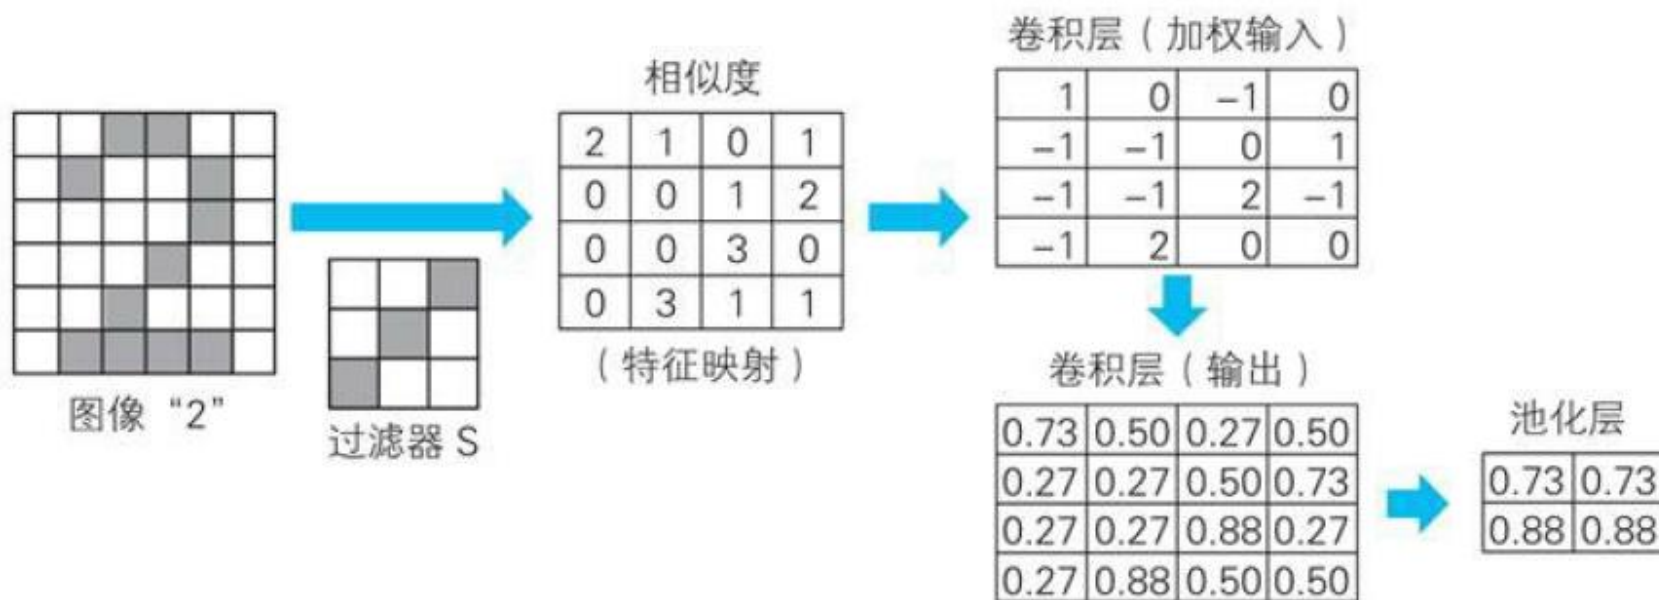 图像 “2”
过滤器 S
相似度
2 1 0 1
0 0 1 2
0 0 3 0
0 3 1 1
（特征映射）
卷积层（加权输入）
1 0 −1 0
−1 −1 0 1
−1 −1 2 −1
−1 2 0 0
卷积层（输出）
0.73 0.50 0.27 0.50
0.27 0.27 0.50 0.73
0.27 0.27 0.88 0.27
0.27 0.88 0.50 0.50
池化层
0.73 0.73
0.88 0.88